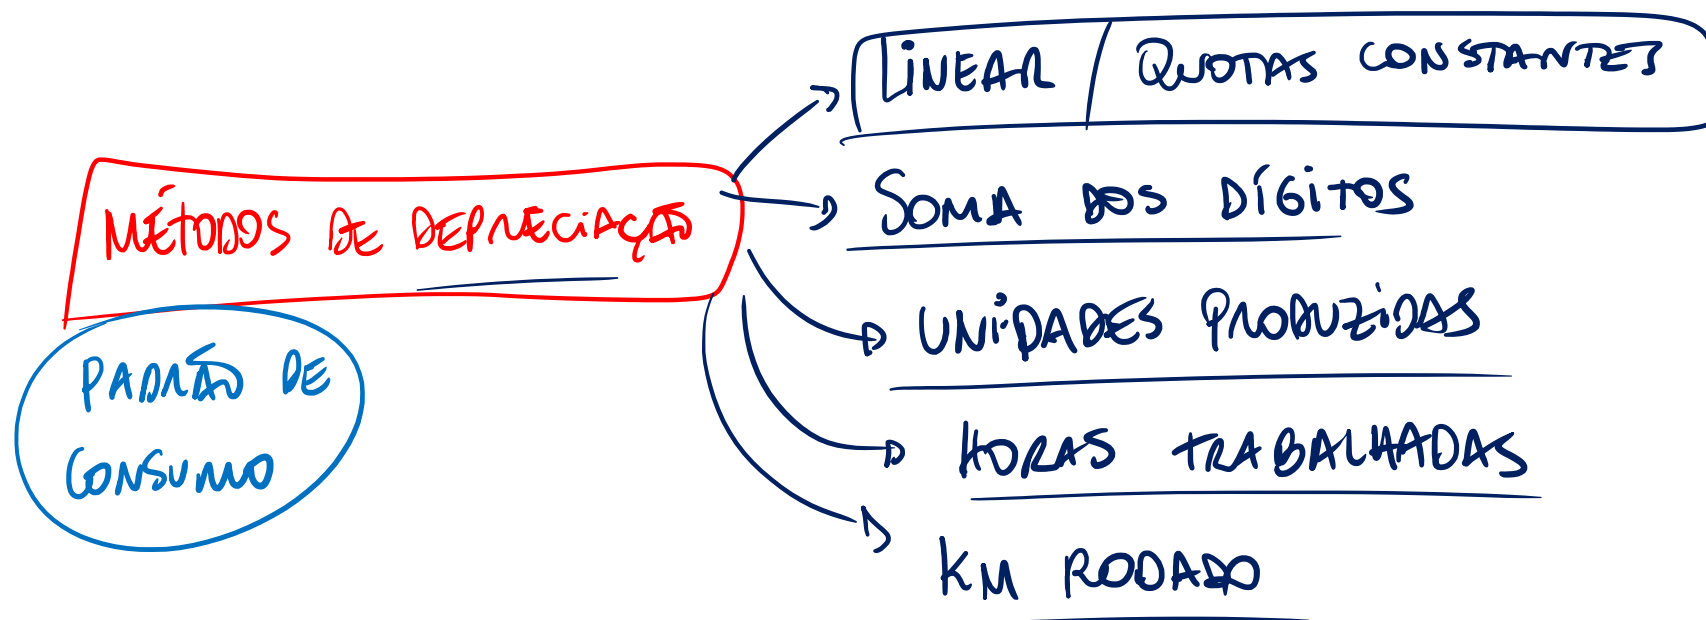 MÉTODOS DE DEPRECIAÇÃO
PADRÃO DE
CONSUMO
LINEAR / QUOTAS CONSTANTES
SOMA DOS DÍGITOS
UNIDADES PRODUZIDAS
HORAS TRABALHADAS
KM RODADO